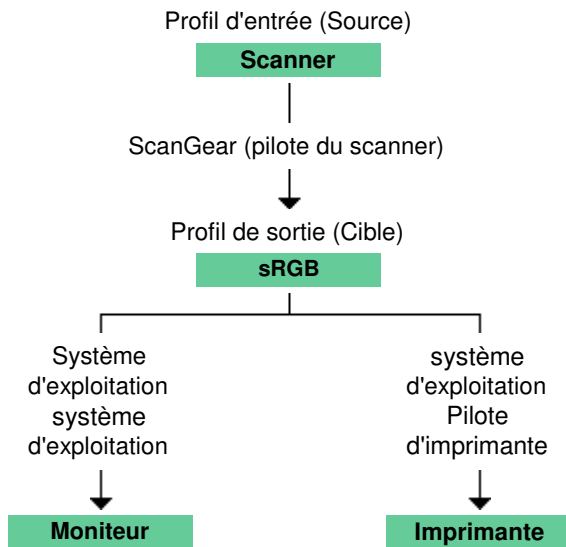 Profil d'entrée (Source)
Scanner
ScanGear (pilote du scanner)
Profil de sortie (Cible)
sRGB
Système
d'exploitation
système
d'exploitation
système
d'exploitation
Pilote
d'imprimante
Moniteur
Imprimante